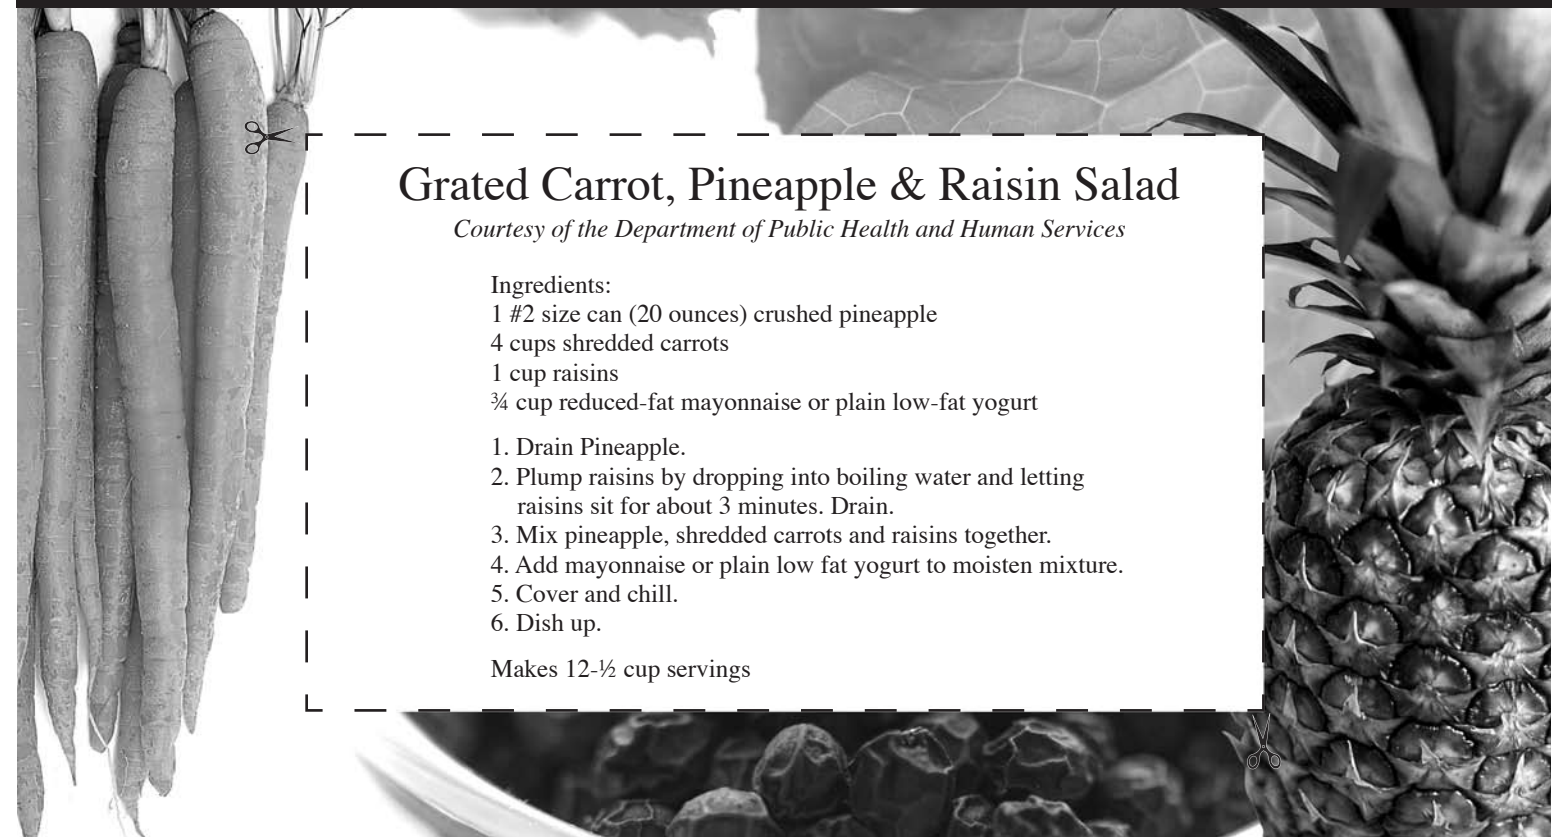 Grated Carrot, Pineapple & Raisin Salad
Courtesy of the Department of Public Health and Human Services
Ingredients:
1 #2 size can (20 ounces) crushed pineapple
4 cups shredded carrots
1 cup raisins
¾ cup reduced-fat mayonnaise or plain low-fat yogurt
1. Drain Pineapple.
2. Plump raisins by dropping into boiling water and letting
raisins sit for about 3 minutes. Drain.
3. Mix pineapple, shredded carrots and raisins together.
4. Add mayonnaise or plain low fat yogurt to moisten mixture.
5. Cover and chill.
6. Dish up.
Makes 12-½ cup servings